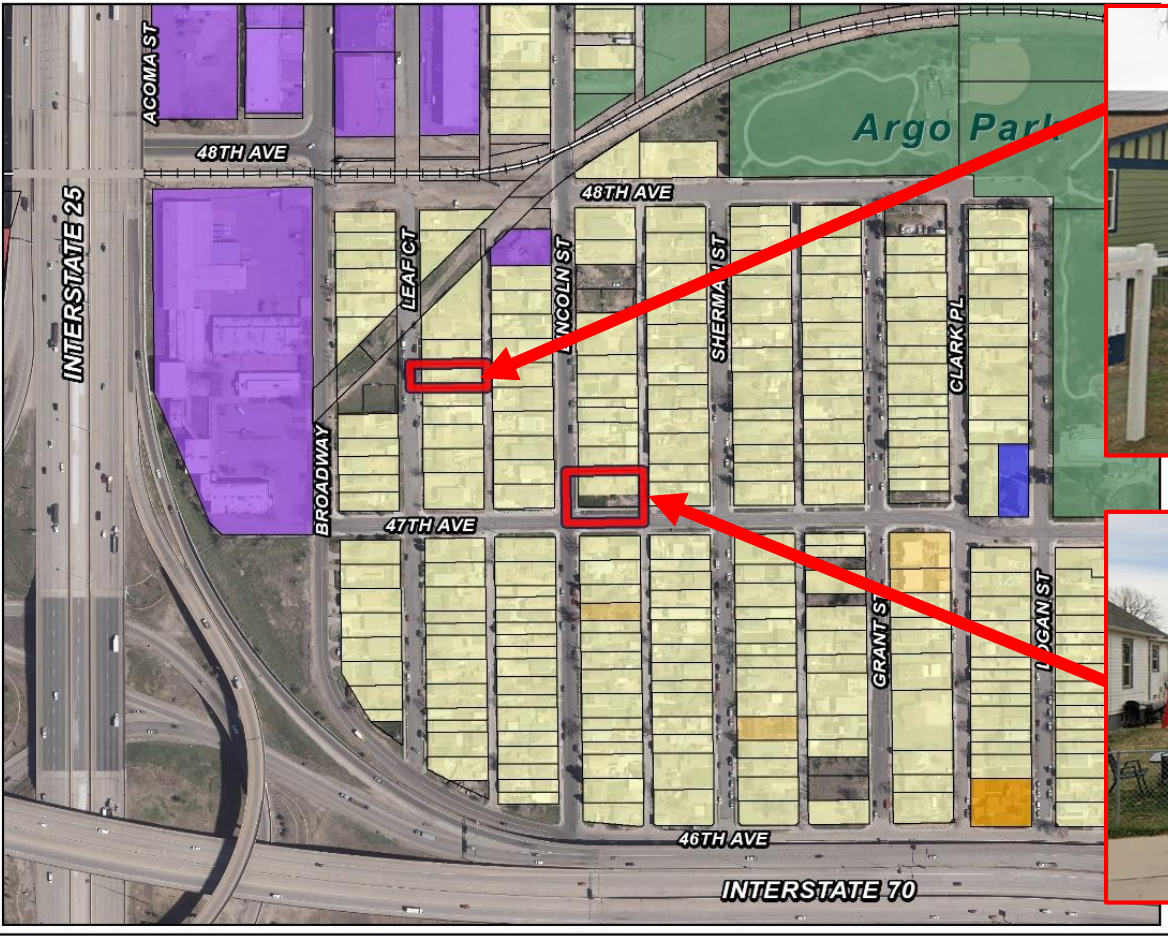 ACOMA ST
48TH AVE
Argo Park
48TH AVE
INTERSTATE 25
LEAF CT
LINCOLN ST
SHERMAN ST
CLARK PL
BROADWAY
47TH AVE
GRANT ST
LOGAN ST
46TH AVE
INTERSTATE 70